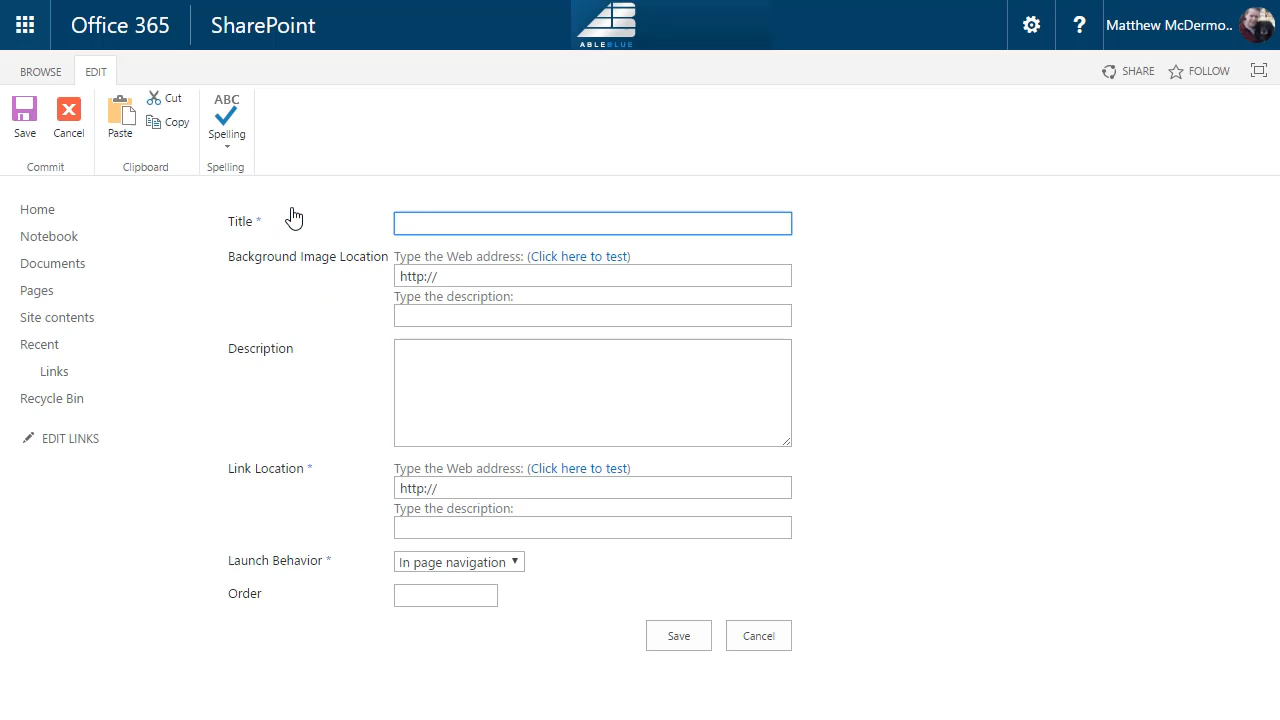 Office 365 SharePoint ABLEBLUE ? Matthew McDermo..
BROWSE EDIT SHARE FOLLOW
Save Cancel Paste Cut Copy ABC Spelling
Commit Clipboard Spelling
Home
Notebook
Documents
Pages
Site contents
Recent
Links
Recycle Bin
EDIT LINKS
Title *
Background Image Location Type the Web address: (Click here to test)
http://
Type the description:
Description
Link Location * Type the Web address: (Click here to test)
http://
Type the description:
Launch Behavior * In page navigation
Order
Save Cancel